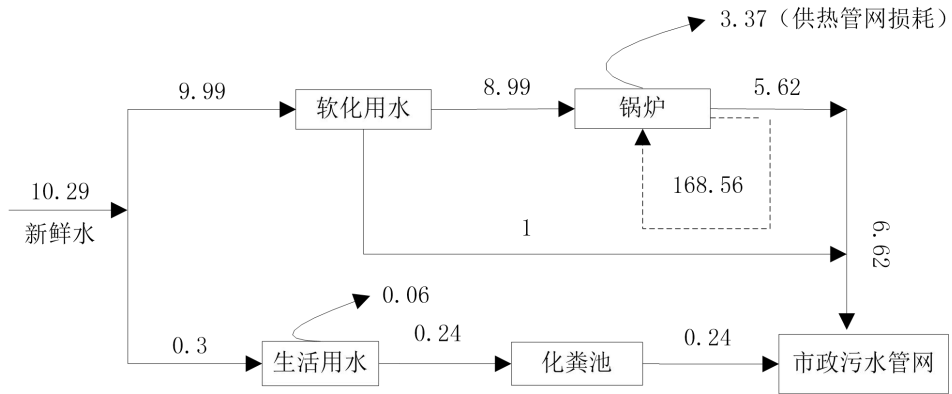 3.37（供热管网损耗）
9.99
软化用水
8.99
锅炉
5.62
168.56
10.29
新鲜水
1
6.62
0.06
0.3
生活用水
0.24
化粪池
0.24
市政污水管网